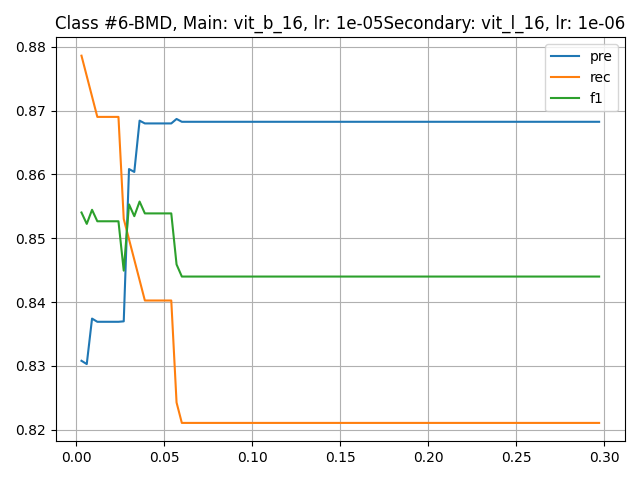 Class #6-BMD, Main: vit_b_16, lr: 1e-05Secondary: vit_l_16, lr: 1e-06
0.88
0.87
0.86
0.85
0.84
0.83
0.82
pre
rec
f1
0.00 0.05 0.10 0.15 0.20 0.25 0.30